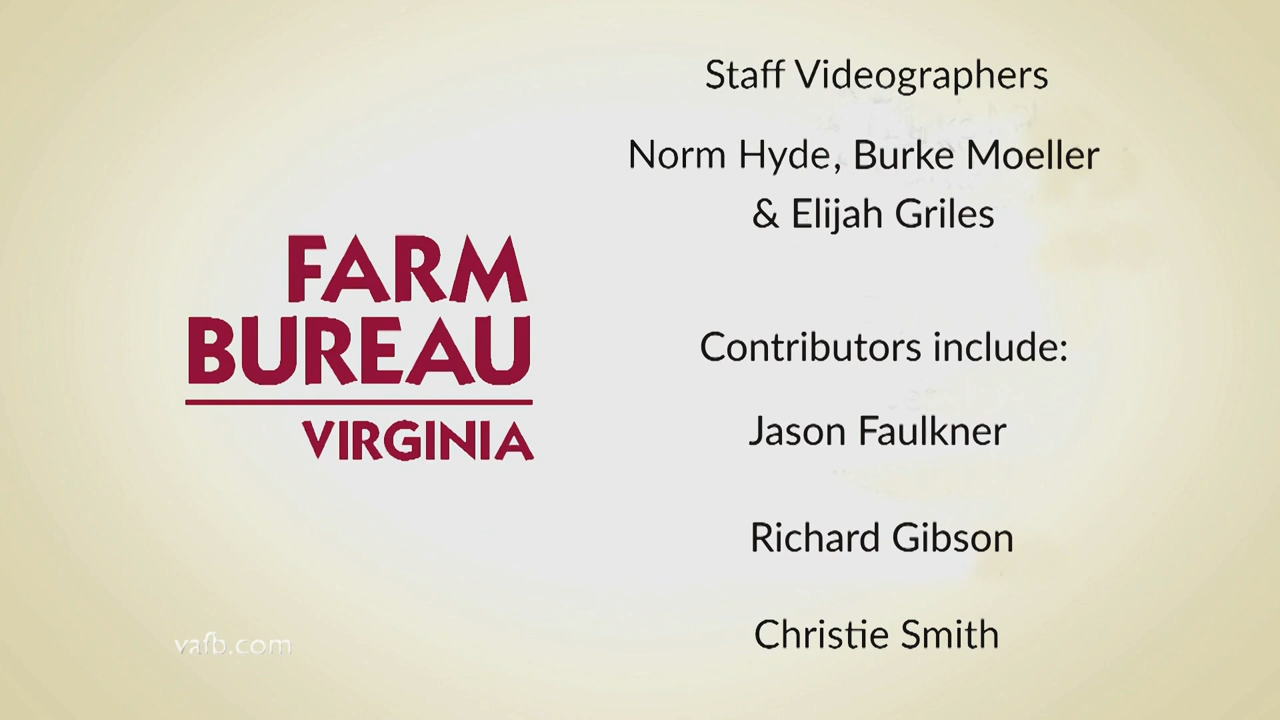 FARM
BUREAU
VIRGINIA
vafb.com
Staff Videographers
Norm Hyde, Burke Moeller
& Elijah Griles
Contributors include:
Jason Faulkner
Richard Gibson
Christie Smith